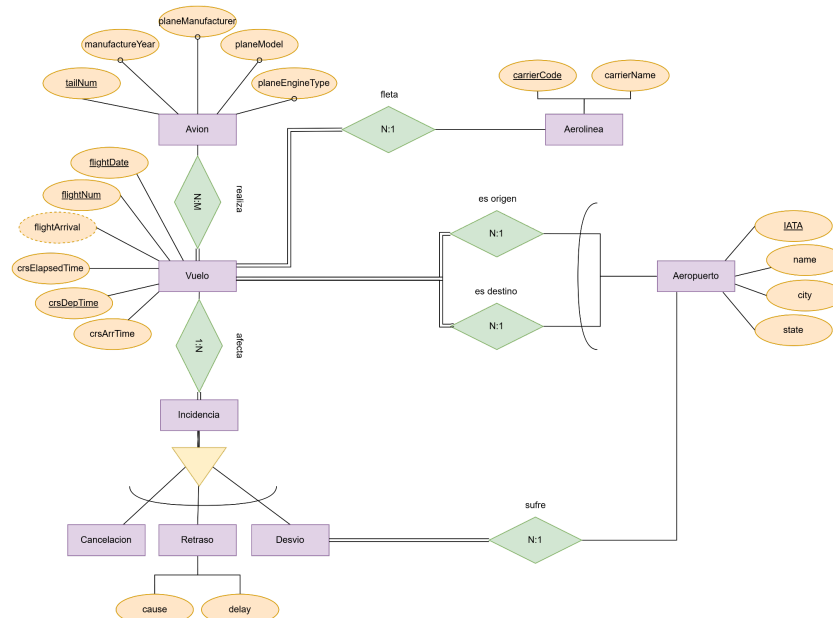 planeManufacturer
manufactureYear
planeModel
tailNum
planeEngineType
carrierCode
carrierName
fleta
Avion
N:1
Aerolinea
flightDate
flightNum
N:M
realiza
es origen
flightArrival
N:1
IATA
name
crsElapsedTime
Vuelo
Aeropuerto
es destino
city
crsDepTime
N:1
state
crsArrTime
1:N
afecta
Incidencia
sufre
Cancelacion
Retraso
Desvio
N:1
cause
delay